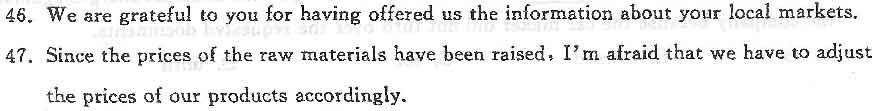 46. We are grateful to you for having offered us the information about your local markets.
47. Since the prices of the raw materials have been raised, I'm afraid that we have to adjust
the prices of our products accordingly.